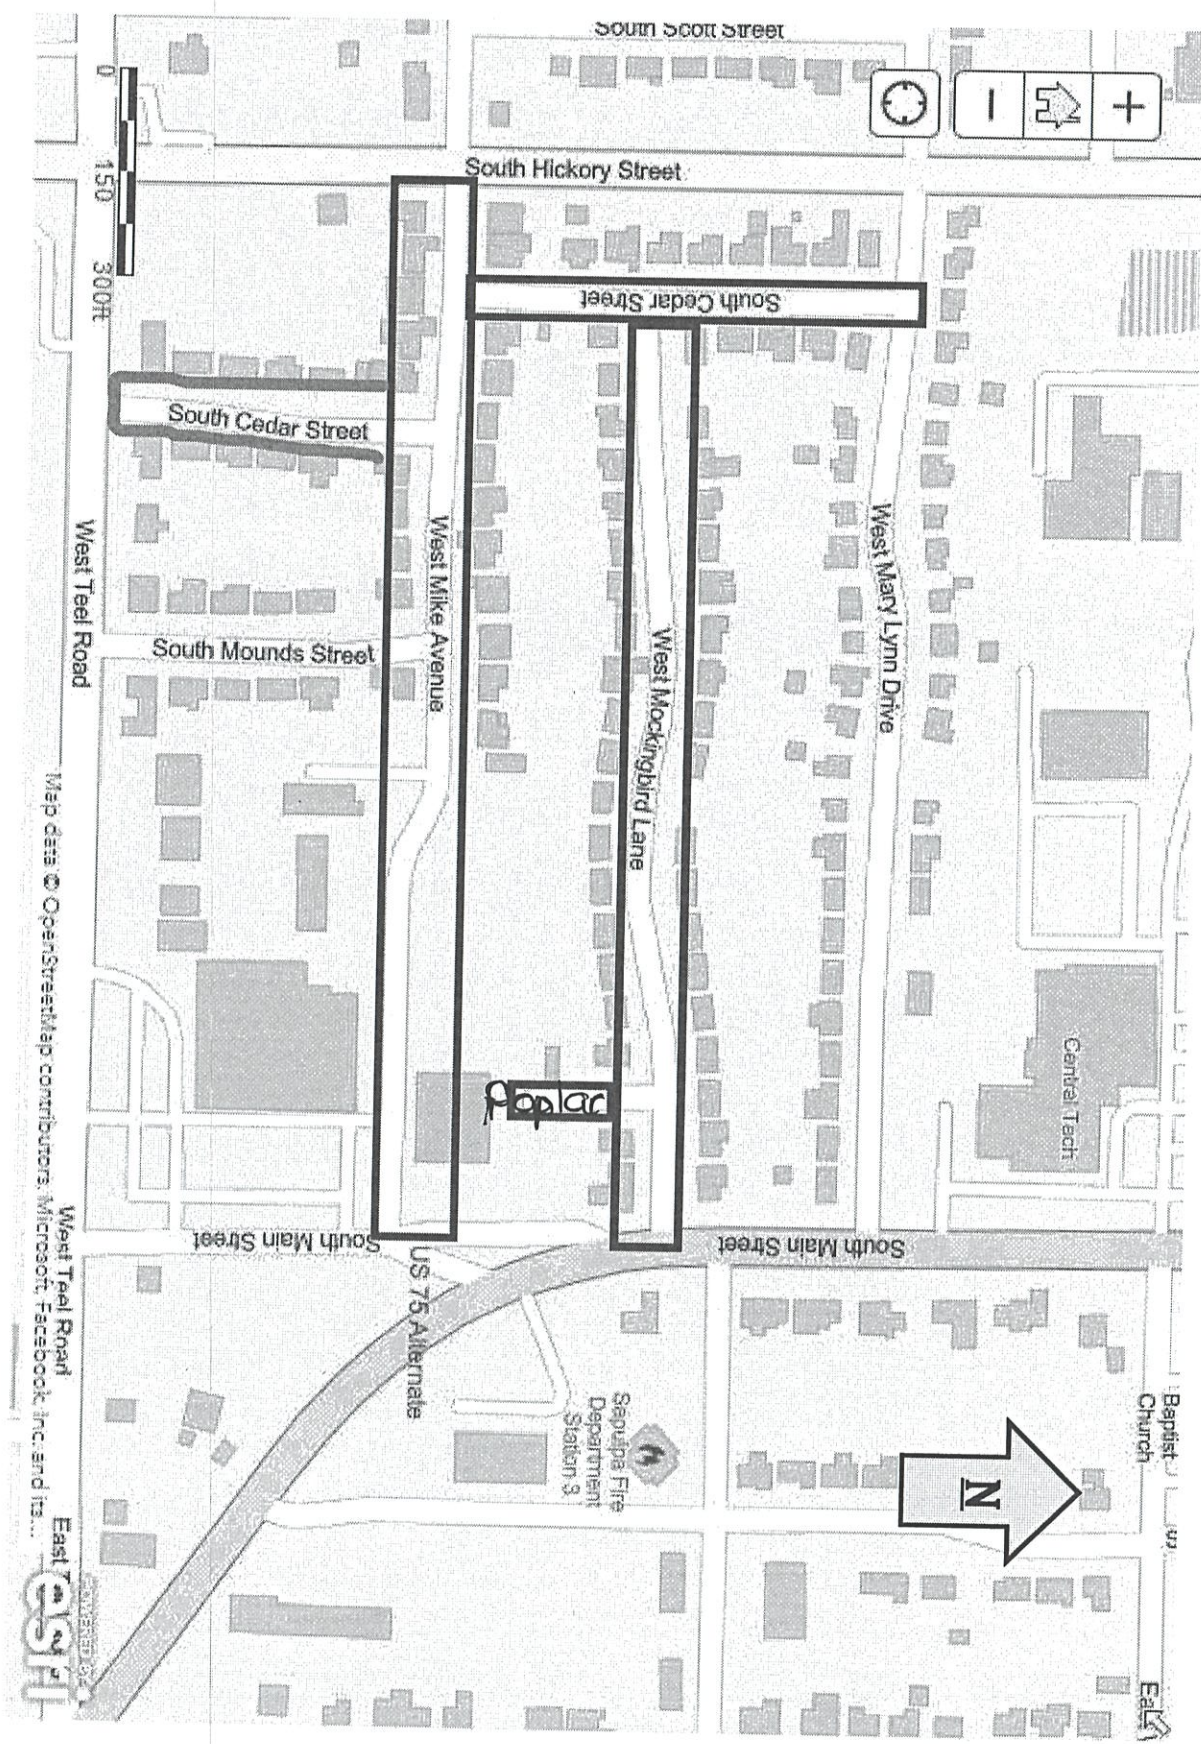 South Scott Street
+
−
South Hickory Street
0
150
300ft
South Cedar Street
South Cedar Street
West Mary Lynn Drive
West Mockingbird Lane
West Mike Avenue
South Mounds Street
West Teel Road
Central Tech
Poplar
South Main Street
South Main Street
US 75 Alternate
Sapulpa Fire
Department
Station 3
Baptist
Church
N
West Teel Road
East T
Map data © OpenStreetMap contributors, Microsoft, Facebook, Inc. and its...
esri